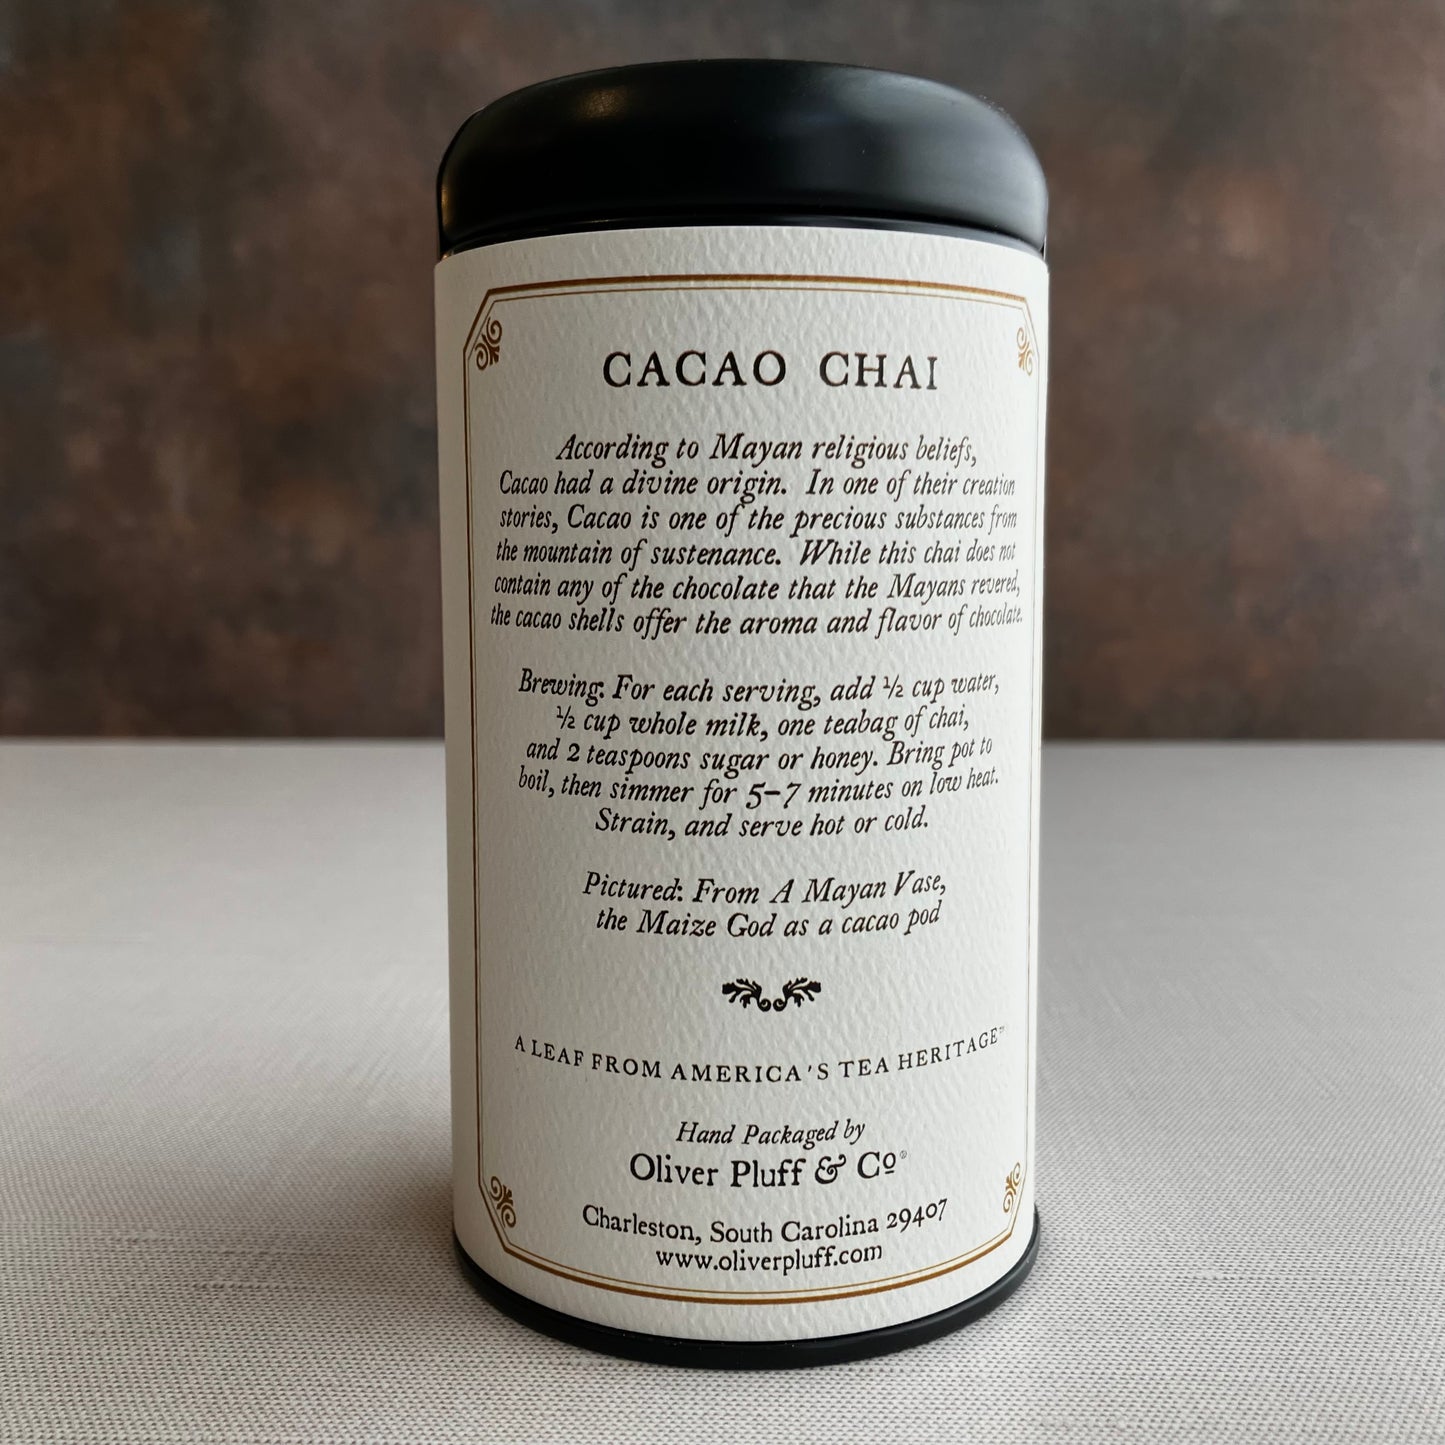 CACAO CHAI
According to Mayan religious beliefs,
Cacao had a divine origin. In one of their creation
stories, Cacao is one of the precious substances from
the mountain of sustenance. While this chai does not
contain any of the chocolate that the Mayans revered,
the cacao shells offer the aroma and flavor of chocolate.
Brewing: For each serving, add ½ cup water,
½ cup whole milk, one teabag of chai,
and 2 teaspoons sugar or honey. Bring pot to
boil, then simmer for 5–7 minutes on low heat.
Strain, and serve hot or cold.
Pictured: From A Mayan Vase,
the Maize God as a cacao pod
A LEAF FROM AMERICA'S TEA HERITAGE™
Hand Packaged by
Oliver Pluff & Cº®
Charleston, South Carolina 29407
www.oliverpluff.com